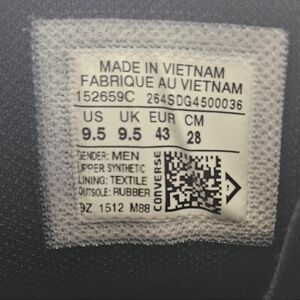 MADE IN VIETNAM
FABRIQUE AU VIETNAM
152659C 264SDG4500036
US UK EUR CM
9.5 9.5 43 28
GENDER: MEN
UPPER:SYNTHETIC
LINING: TEXTILE
OUTSOLE: RUBBER
9Z 1512 M88
CONVERSE